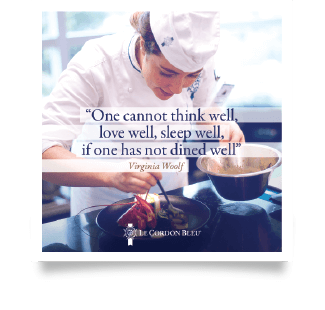 “One cannot think well,
love well, sleep well,
if one has not dined well”
Virginia Woolf
LE CORDON BLEU®